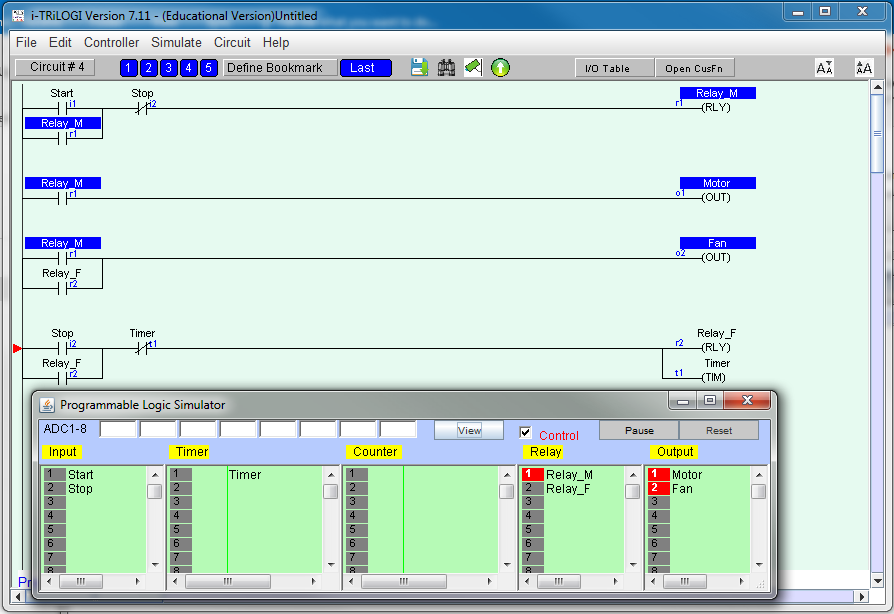 i-TRiLOGI Version 7.11 - (Educational Version)Untitled
File Edit Controller Simulate Circuit Help
Circuit# 4 1 2 3 4 5 Define Bookmark Last I/O Table Open CusFn AA AA
Start Stop Relay_M
i1 i2 r1 (RLY)
Relay_M
r1
Relay_M Motor
r1 o1 (OUT)
Relay_M Fan
r1 o2 (OUT)
Relay_F
r2
Stop Timer Relay_F
i2 t1 r2 (RLY)
Relay_F Timer
r2 t1 (TIM)
Programmable Logic Simulator
ADC1-8 View Control Pause Reset
Input Timer Counter Relay Output
1 Start 1 Timer 1 1 Relay_M 1 Motor
2 Stop 2 2 2 Relay_F 2 Fan
3 3 3 3 3
4 4 4 4 4
5 5 5 5 5
6 6 6 6 6
7 7 7 7 7
8 8 8 8 8